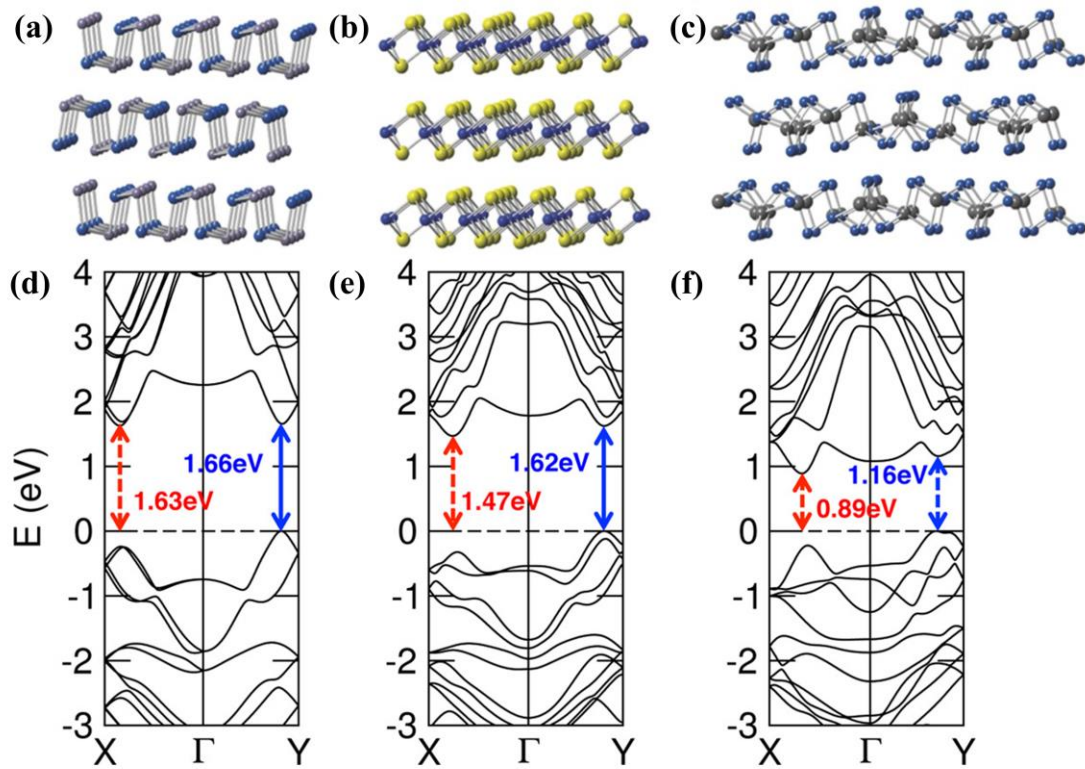 (a) (b) (c)
(d) (e) (f)
4 4 4
3 3 3
2 2 2
1.66eV 1.62eV 1.16eV
1 1 1
1.63eV 1.47eV 0.89eV
E (eV)
0 0 0
-1 -1 -1
-2 -2 -2
-3 -3 -3
X Γ Y X Γ Y X Γ Y